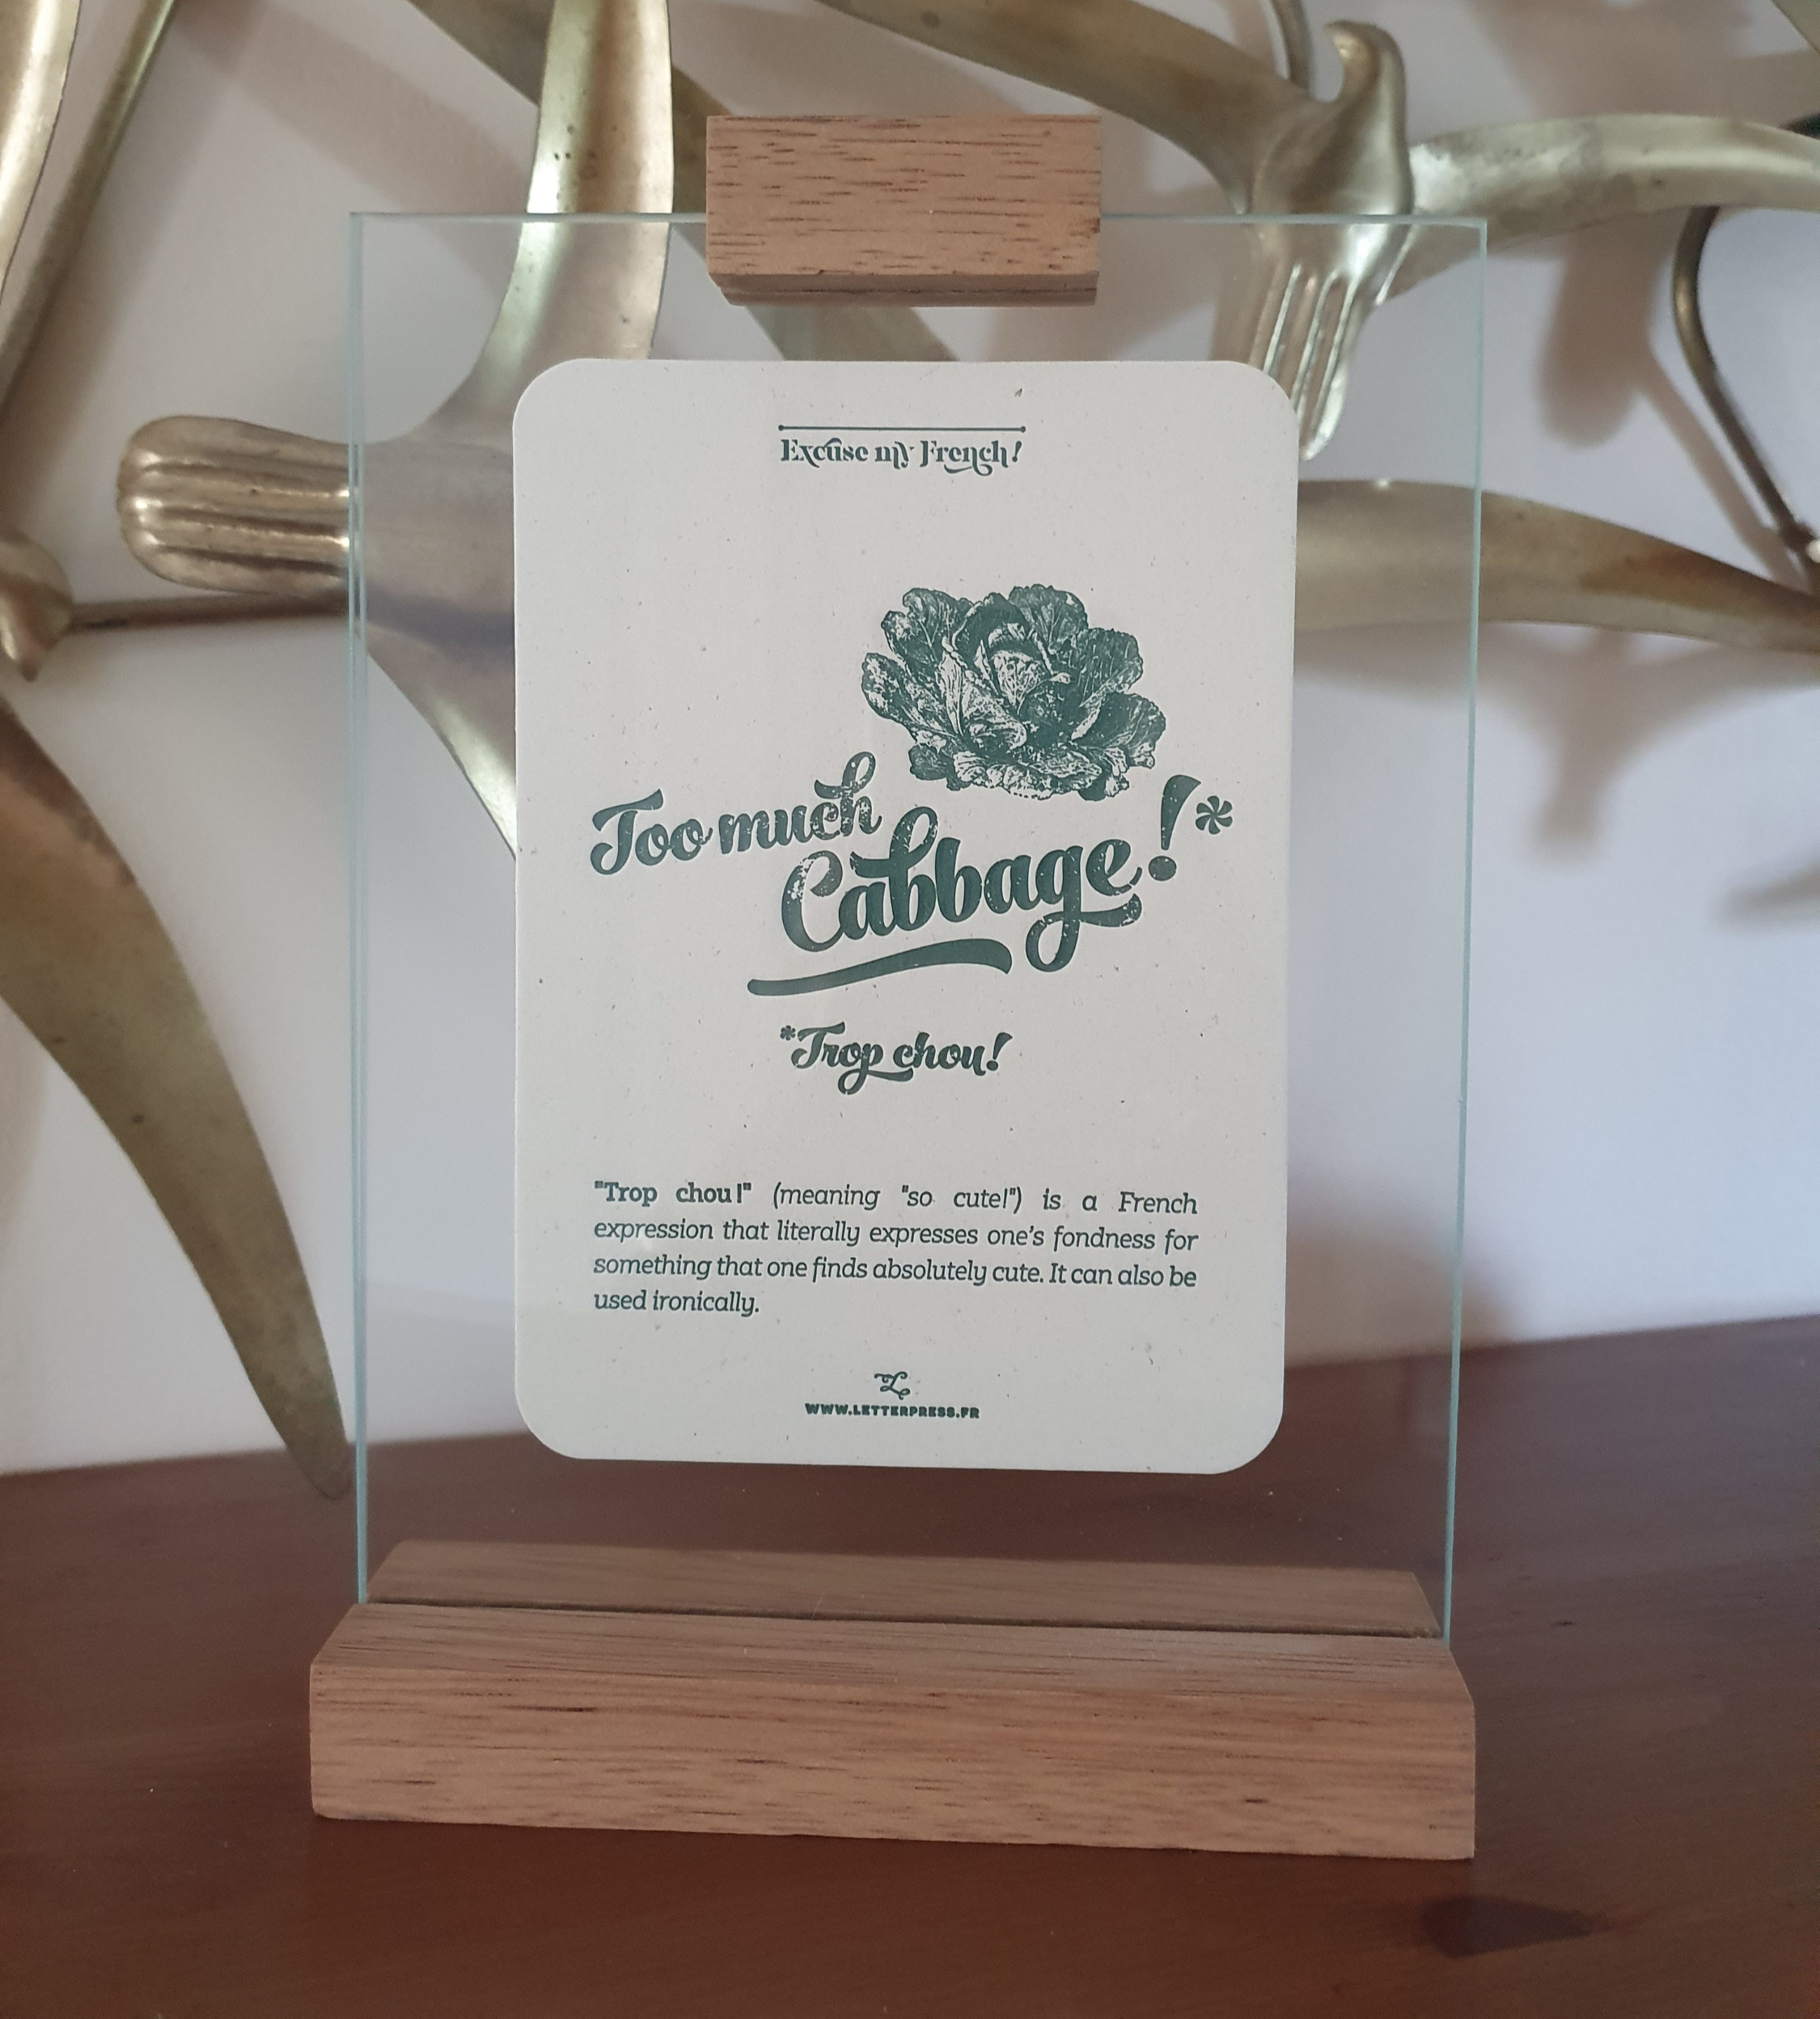 Excuse my French!
Too much
Cabbage!*
*Trop chou!
"Trop chou!" (meaning "so cute!") is a French
expression that literally expresses one's fondness for
something that one finds absolutely cute. It can also be
used ironically.
L
WWW.LETTERPRESS.FR